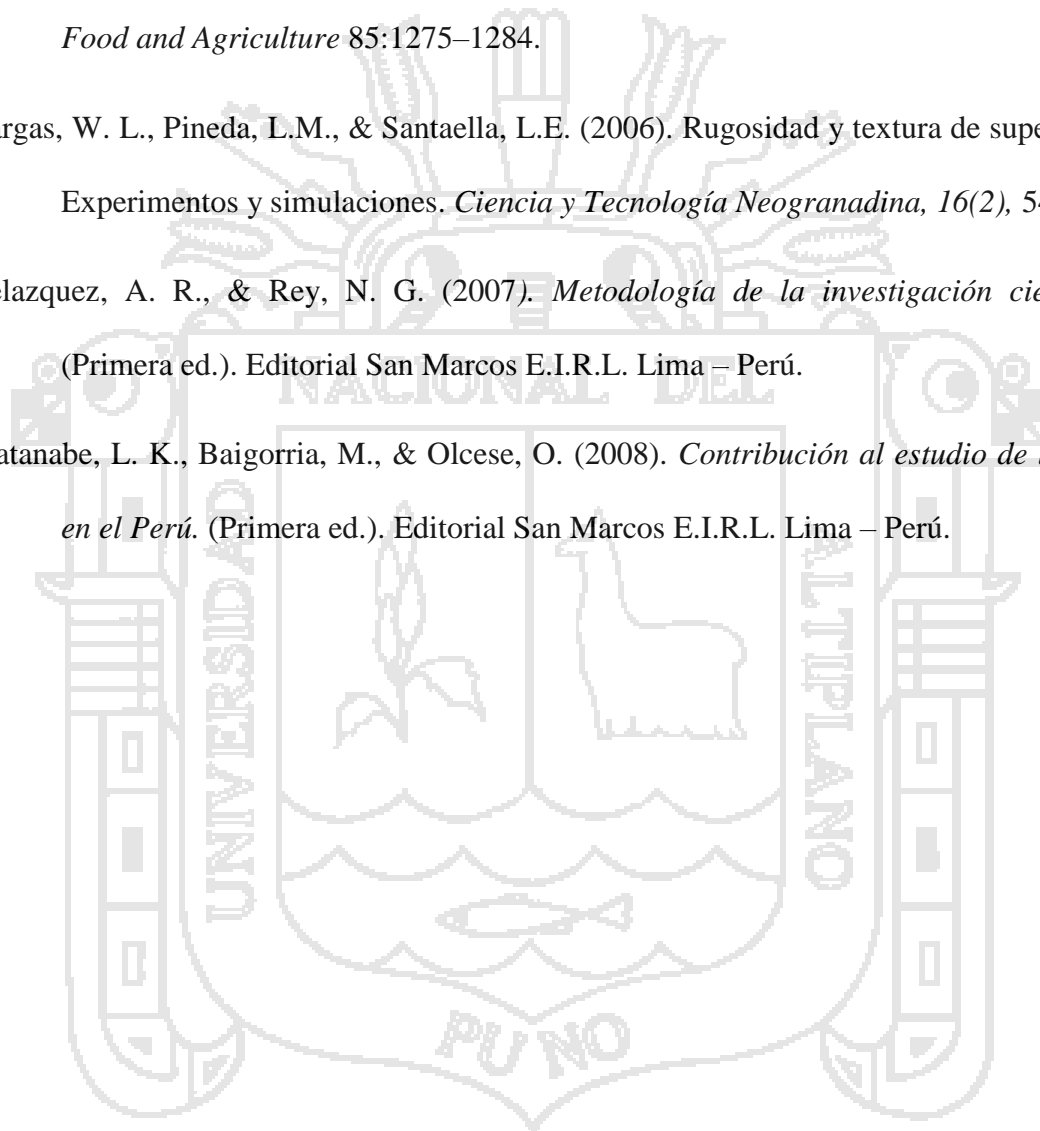 Food and Agriculture 85:1275–1284.
argas, W. L., Pineda, L.M., & Santaella, L.E. (2006). Rugosidad y textura de supe
Experimentos y simulaciones. Ciencia y Tecnología Neogranadina, 16(2), 54
elazquez, A. R., & Rey, N. G. (2007). Metodología de la investigación cie
(Primera ed.). Editorial San Marcos E.I.R.L. Lima – Perú.
NACIONAL DEL
atanabe, L. K., Baigorria, M., & Olcese, O. (2008). Contribución al estudio de
en el Perú. (Primera ed.). Editorial San Marcos E.I.R.L. Lima – Perú.
UNIVERSIDAD
ALTIPLANO
PUNO